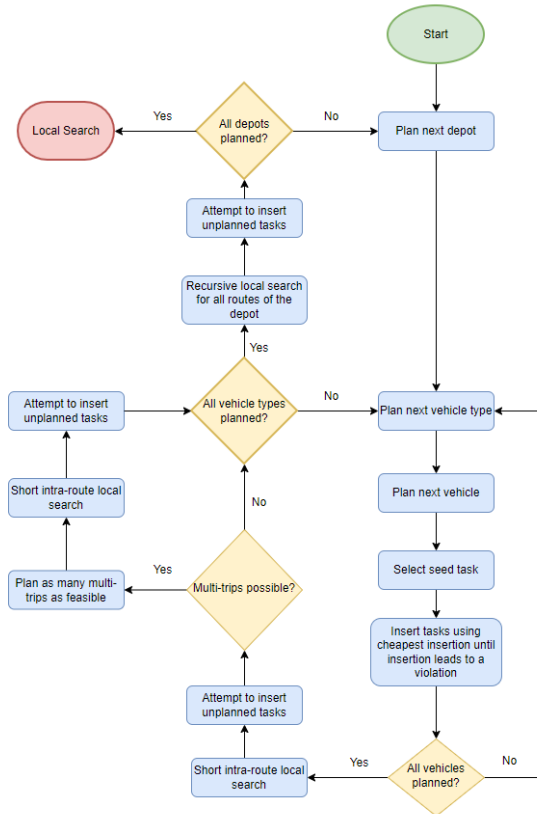 Start
Local Search
Yes
All depots
planned?
No
Plan next depot
Attempt to insert
unplanned tasks
Recursive local search
for all routes of the
depot
Yes
Attempt to insert
unplanned tasks
All vehicle types
planned?
No
Plan next vehicle type
Short intra-route local
search
No
Plan next vehicle
Plan as many multi-
trips as feasible
Yes
Multi-trips possible?
Select seed task
Insert tasks using
cheapest insertion until
insertion leads to a
violation
Attempt to insert
unplanned tasks
Short intra-route local
search
Yes
All vehicles
planned?
No